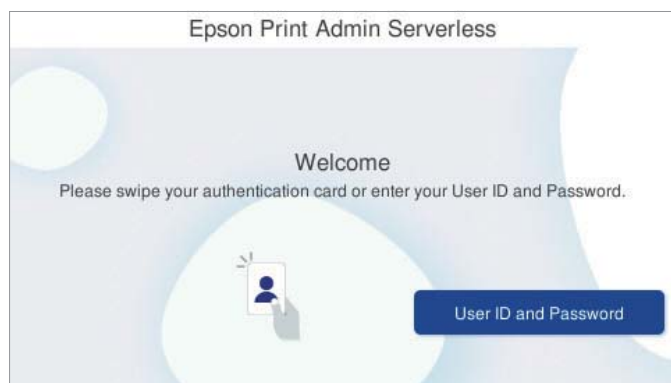 Epson Print Admin Serverless
Welcome
Please swipe your authentication card or enter your User ID and Password.
User ID and Password